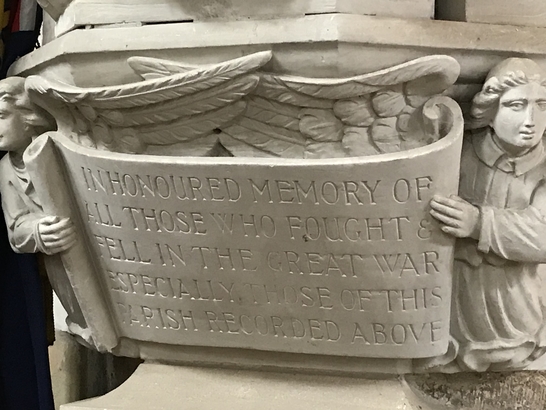 IN HONOURED MEMORY OF
ALL THOSE WHO FOUGHT &
FELL IN THE GREAT WAR
ESPECIALLY THOSE OF THIS
PARISH RECORDED ABOVE